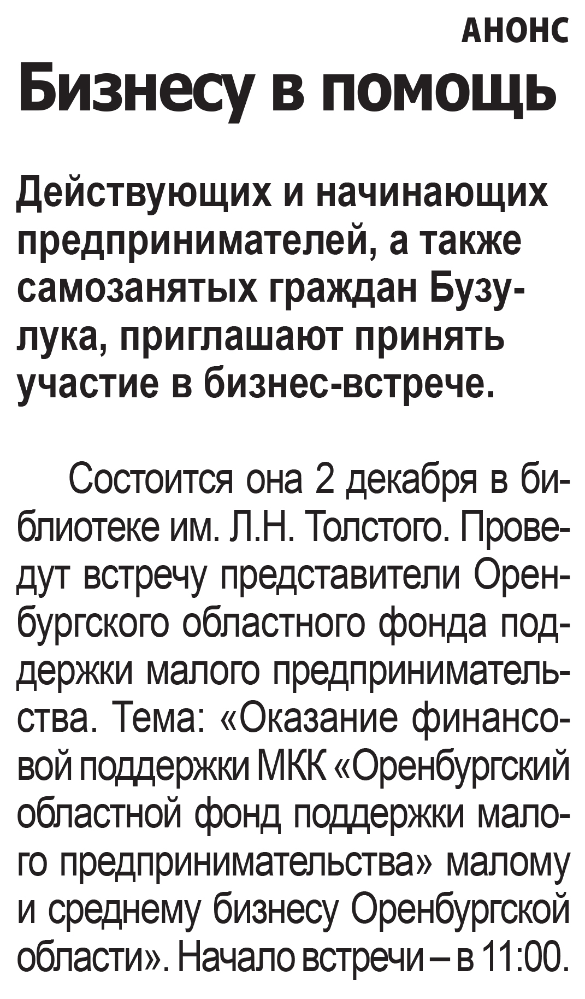 АНОНС
Бизнесу в помощь
Действующих и начинающих
предпринимателей, а также
самозанятых граждан Бузу-
лука, приглашают принять
участие в бизнес-встрече.
Состоится она 2 декабря в би-
блиотеке им. Л.Н. Толстого. Прове-
дут встречу представители Орен-
бургского областного фонда под-
держки малого предприниматель-
ства. Тема: «Оказание финансо-
вой поддержки МКК «Оренбургский
областной фонд поддержки мало-
го предпринимательства» малому
и среднему бизнесу Оренбургской
области». Начало встречи – в 11:00.